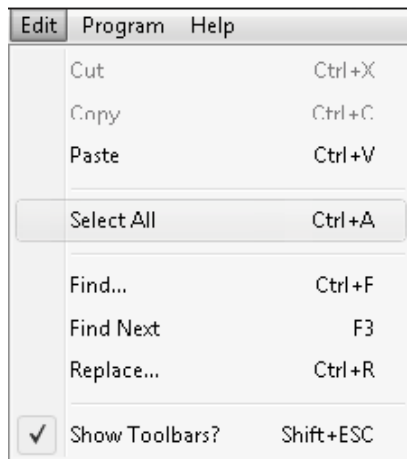 Edit Program Help
Cut Ctrl+X
Copy Ctrl+C
Paste Ctrl+V
Select All Ctrl+A
Find... Ctrl+F
Find Next F3
Replace... Ctrl+R
Show Toolbars? Shift+ESC